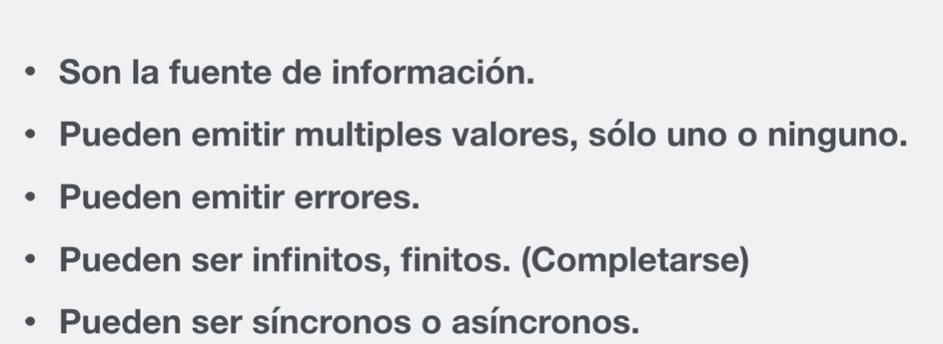 • Son la fuente de información.
• Pueden emitir multiples valores, sólo uno o ninguno.
• Pueden emitir errores.
• Pueden ser infinitos, finitos. (Completarse)
• Pueden ser síncronos o asíncronos.